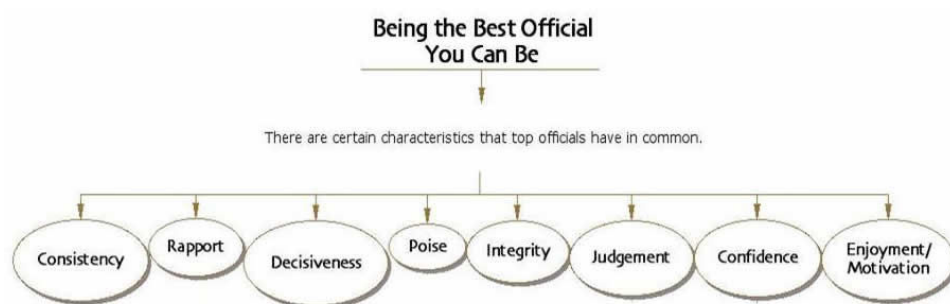 Being the Best Official
You Can Be
There are certain characteristics that top officials have in common.
Consistency
Rapport
Decisiveness
Poise
Integrity
Judgement
Confidence
Enjoyment/
Motivation